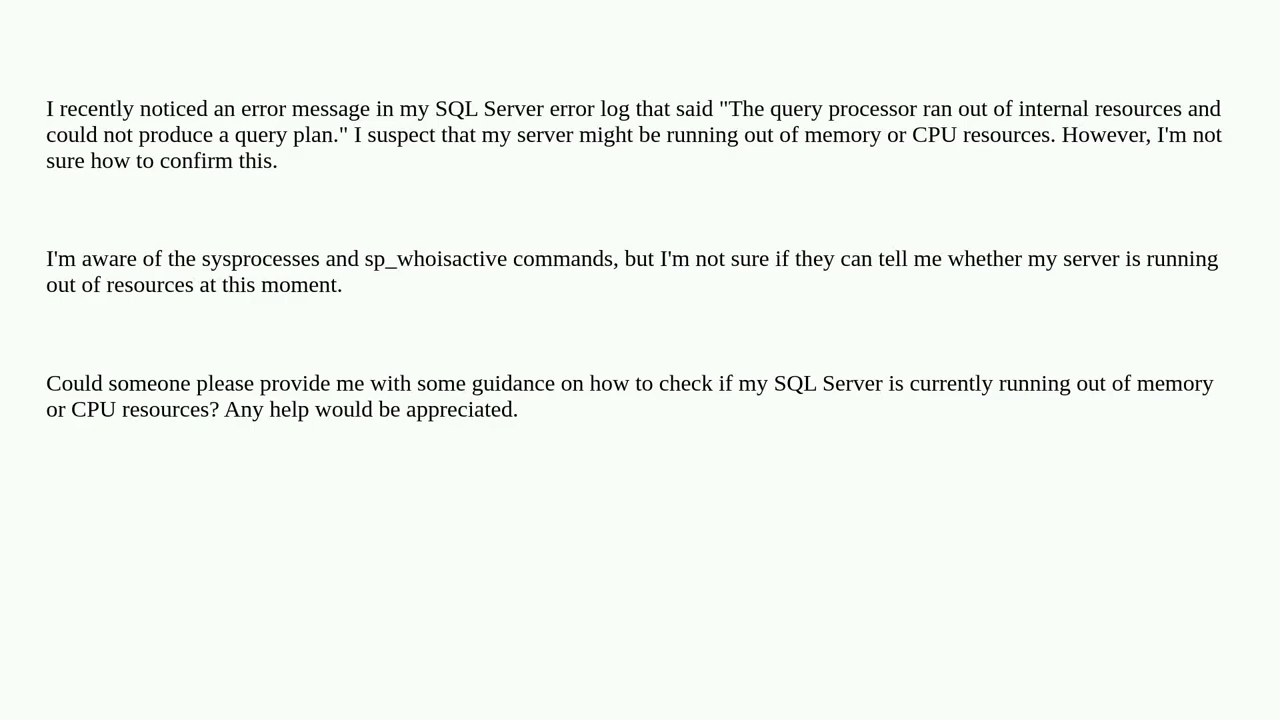 I recently noticed an error message in my SQL Server error log that said "The query processor ran out of internal resources and
could not produce a query plan." I suspect that my server might be running out of memory or CPU resources. However, I'm not
sure how to confirm this.
I'm aware of the sysprocesses and sp_whoisactive commands, but I'm not sure if they can tell me whether my server is running
out of resources at this moment.
Could someone please provide me with some guidance on how to check if my SQL Server is currently running out of memory
or CPU resources? Any help would be appreciated.